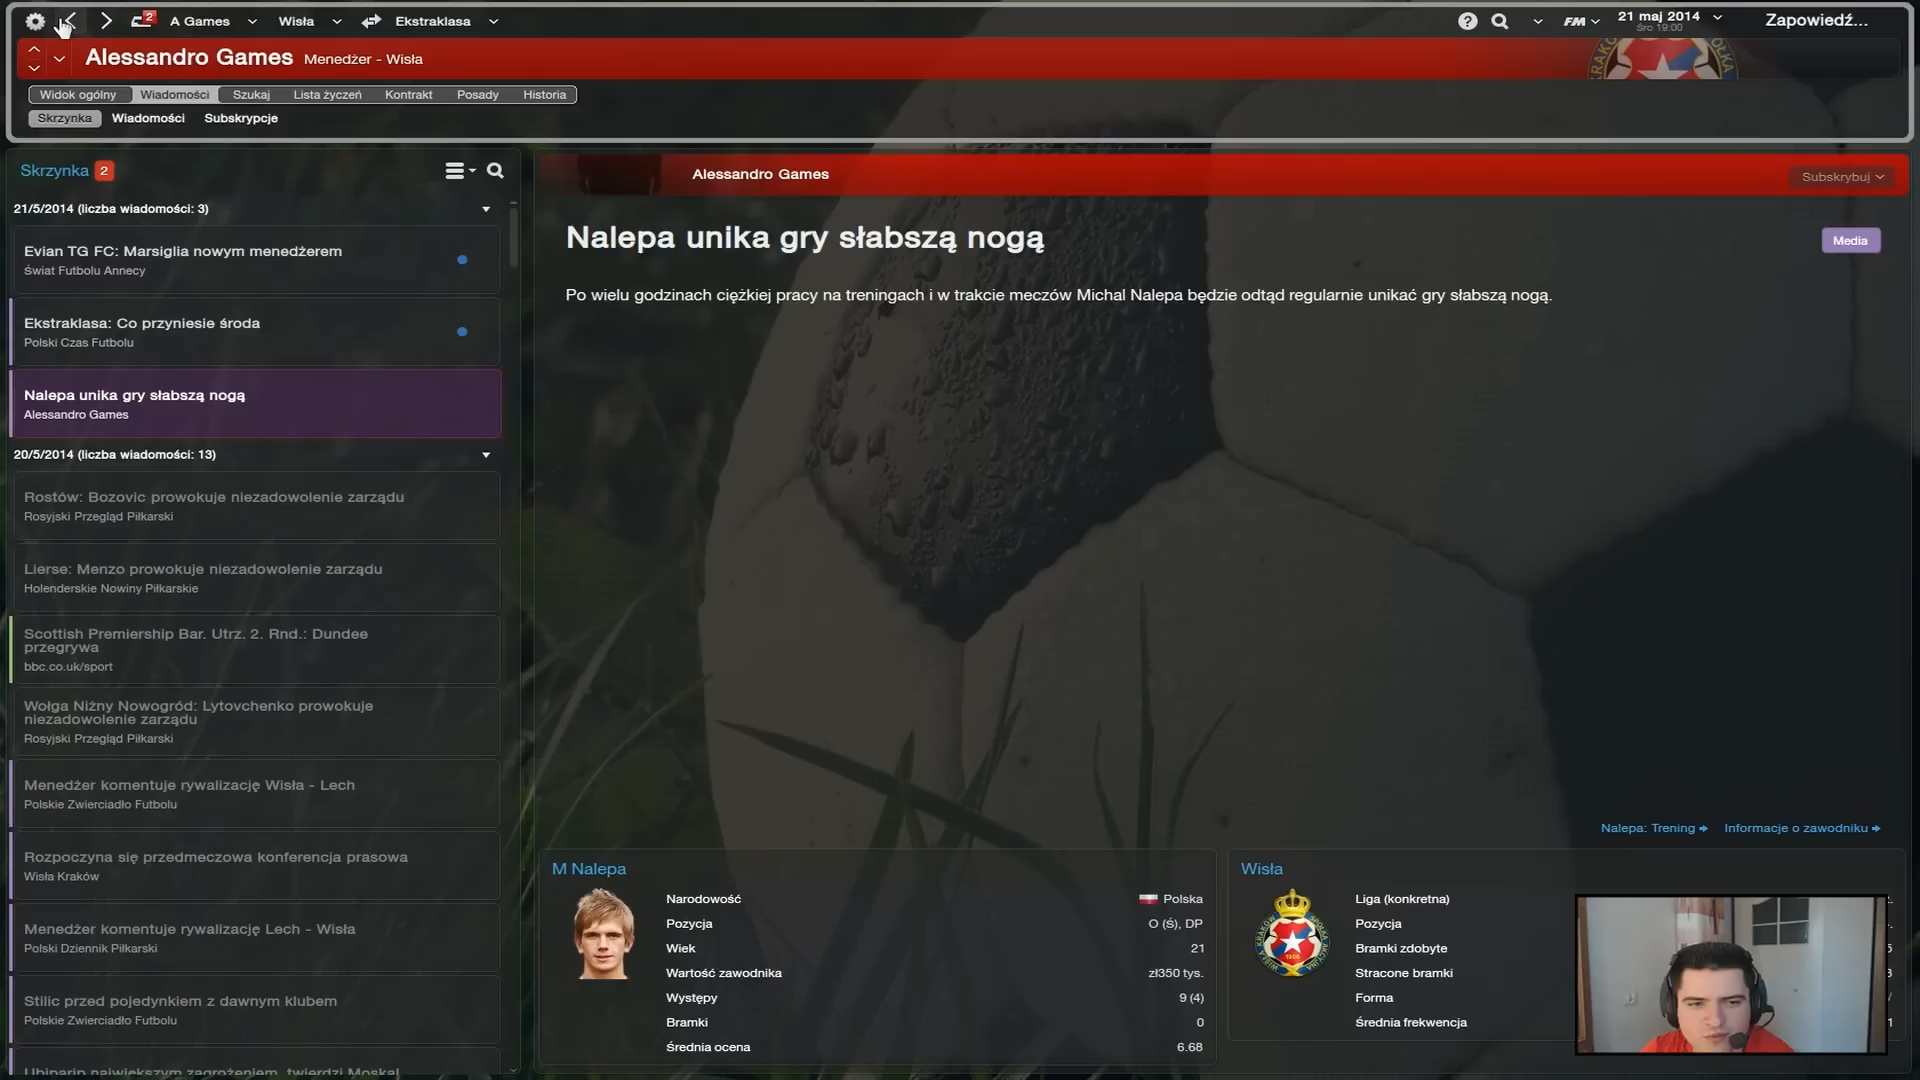 2
A Games
Wisła
Ekstraklasa
FM
21 maj 2014
Śro 19:00
Zapowiedź...
Alessandro Games Menedżer - Wisła
Widok ogólny Wiadomości Szukaj Lista życzeń Kontrakt Posady Historia
Skrzynka Wiadomości Subskrypcje
Skrzynka 2
21/5/2014 (liczba wiadomości: 3)
Evian TG FC: Marsiglia nowym menedżerem
Świat Futbolu Annecy
Ekstraklasa: Co przyniesie środa
Polski Czas Futbolu
Nalepa unika gry słabszą nogą
Alessandro Games
20/5/2014 (liczba wiadomości: 13)
Rostów: Bozovic prowokuje niezadowolenie zarządu
Rosyjski Przegląd Piłkarski
Lierse: Menzo prowokuje niezadowolenie zarządu
Holenderskie Nowiny Piłkarskie
Scottish Premiership Bar. Utrz. 2. Rnd.: Dundee
przegrywa
bbc.co.uk/sport
Wołga Niżny Nowogród: Lytovchenko prowokuje
niezadowolenie zarządu
Rosyjski Przegląd Piłkarski
Menedżer komentuje rywalizację Wisła - Lech
Polskie Zwierciadło Futbolu
Rozpoczyna się przedmeczowa konferencja prasowa
Wisła Kraków
Menedżer komentuje rywalizację Lech - Wisła
Polski Dziennik Piłkarski
Stilic przed pojedynkiem z dawnym klubem
Polskie Zwierciadło Futbolu
Ubiparip największym zagrożeniem, twierdzi Moskal
Alessandro Games
Subskrybuj
Nalepa unika gry słabszą nogą
Media
Po wielu godzinach ciężkiej pracy na treningach i w trakcie meczów Michal Nalepa będzie odtąd regularnie unikać gry słabszą nogą.
Nalepa: Trening
Informacje o zawodniku
M Nalepa
Narodowość Polska
Pozycja O (Ś), DP
Wiek 21
Wartość zawodnika zł350 tys.
Występy 9 (4)
Bramki 0
Średnia ocena 6.68
Wisła
Liga (konkretna)
Pozycja
Bramki zdobyte
Stracone bramki
Forma
Średnia frekwencja